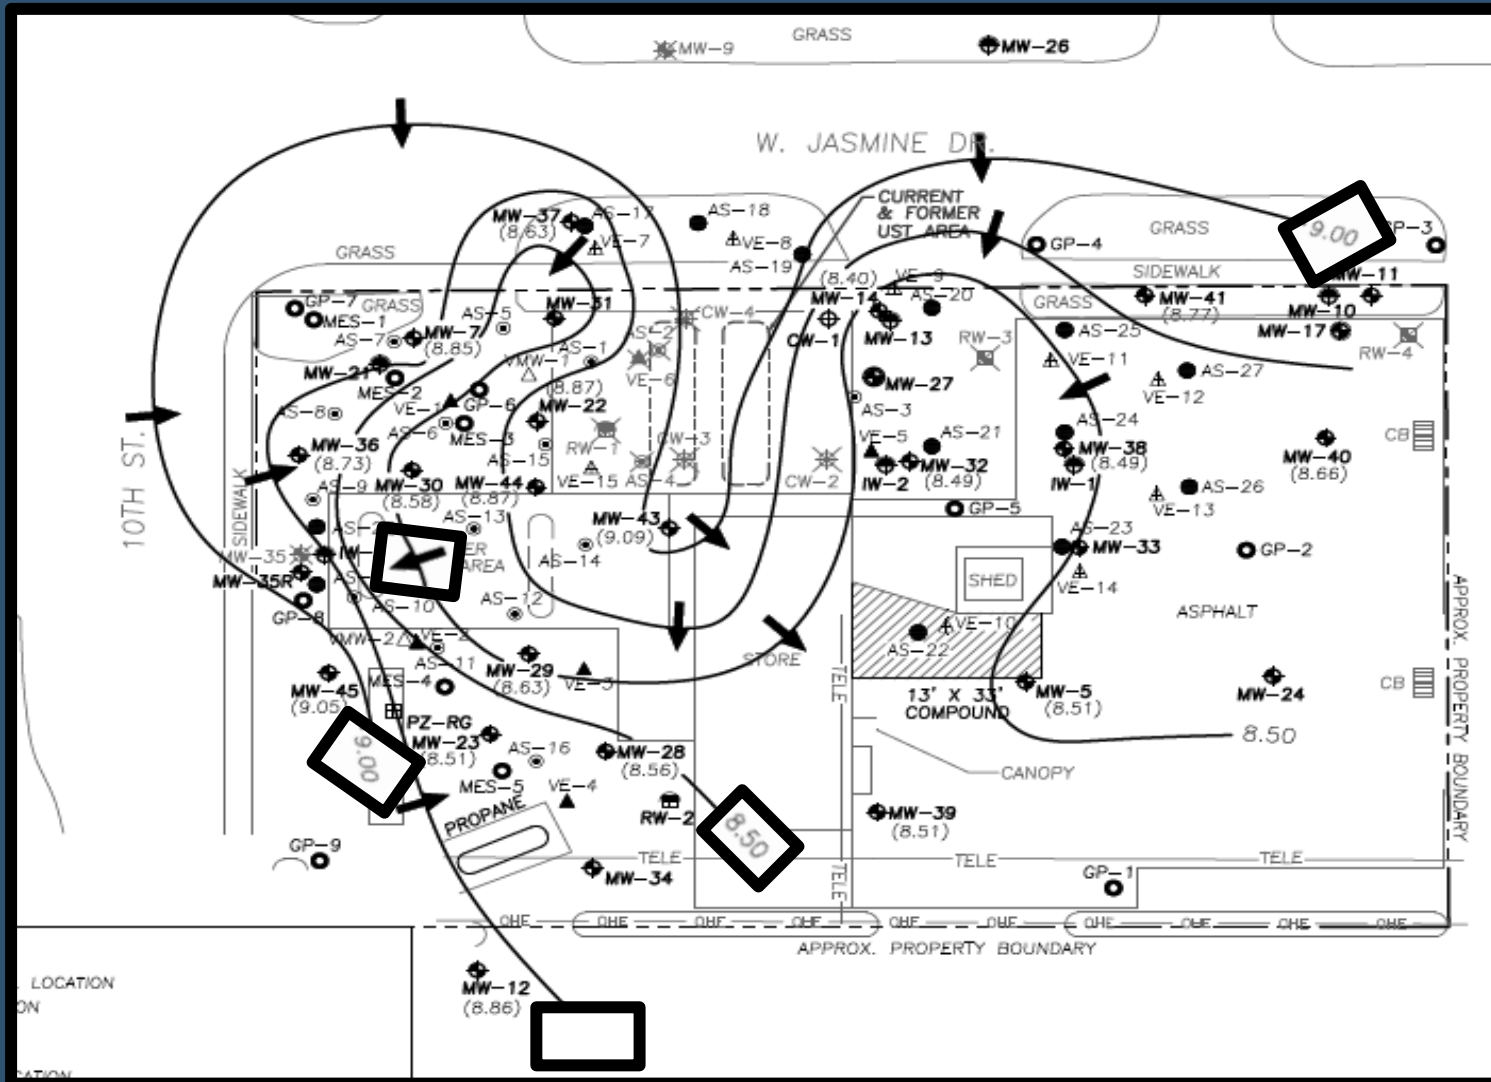 GRASS
MW-9
MW-26
W. JASMINE DR.
CURRENT
& FORMER
UST AREA
MW-37
(8.63)
AS-17
VE-7
AS-18
VE-8
AS-19
GRASS
GP-4
GRASS
9.00
GP-3
SIDEWALK
MW-11
(8.40)
VE-9
AS-20
MW-14
MW-13
CW-1
GRASS
MW-41
(8.77)
MW-10
MW-17
RW-4
GP-7
GRASS
MES-1
AS-5
MW-31
AS-7
MW-7
(8.85)
CW-4
AS-2
RW-3
AS-25
VE-11
MW-21
MES-2
VMW-1
AS-1
(8.87)
VE-6
MW-27
AS-27
VE-12
VE-1
GP-6
MW-22
AS-3
AS-8
AS-6
MES-3
RW-1
CW-3
VE-5
AS-21
AS-24
MW-38
(8.49)
MW-40
(8.66)
CB
10TH ST.
SIDEWALK
MW-36
(8.73)
MW-30
(8.58)
AS-15
MW-44
(8.87)
VE-15
AS-4
CW-2
IW-2
MW-32
(8.49)
IW-1
AS-26
VE-13
AS-9
AS-13
MW-43
(9.09)
GP-5
AS-23
MW-33
GP-2
MW-35
AREA
AS-14
SHED
VE-14
MW-35R
AS-10
AS-12
GP-8
ASPHALT
VMW-2
VE-2
AS-11
MW-29
(8.63)
VE-3
STORE
TELE
VE-10
AS-22
MW-45
(9.05)
MES-4
PZ-RG
13' X 33'
COMPOUND
MW-5
(8.51)
MW-24
CB
8.50
APPROX. PROPERTY BOUNDARY
9.00
MW-23
(8.51)
AS-16
MW-28
(8.56)
CANOPY
MES-5
VE-4
PROPANE
RW-2
8.50
MW-39
(8.51)
GP-9
MW-34
TELE
TELE
TELE
TELE
GP-1
OHE
OHE
OHE
OHE
OHE
OHE
OHE
OHE
OHE
OHE
APPROX. PROPERTY BOUNDARY
MW-12
(8.86)
LOCATION
ON
CATION